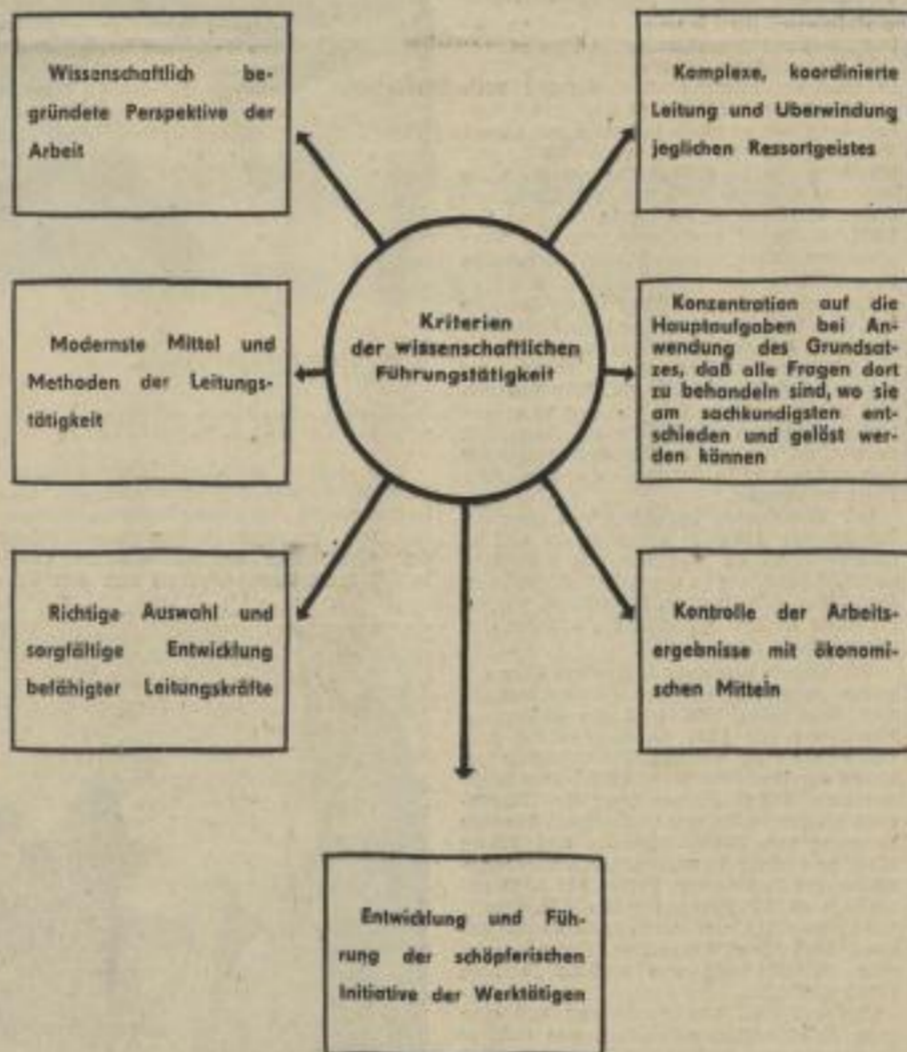 Wissenschaftlich be-
gründete Perspektive der
Arbeit
Komplexe, koordinierte
Leitung und Uberwindung
jeglichen Ressortgeistes
Kriterien
der wissenschaftlichen
Führungstätigkeit
Modernste Mittel und
Methoden der Leitungs-
tätigkeit
Konzentration auf die
Hauptaufgaben bei An-
wendung des Grundsat-
zes, daß alle Fragen dort
zu behandeln sind, wo sie
am sachkundigsten ent-
schieden und gelöst wer-
den können
Richtige Auswahl und
sorgfältige Entwicklung
befähigter Leitungskräfte
Kontrolle der Arbeits-
ergebnisse mit ökonomi-
schen Mitteln
Entwicklung und Füh-
rung der schöpferischen
Initiative der Werktätigen